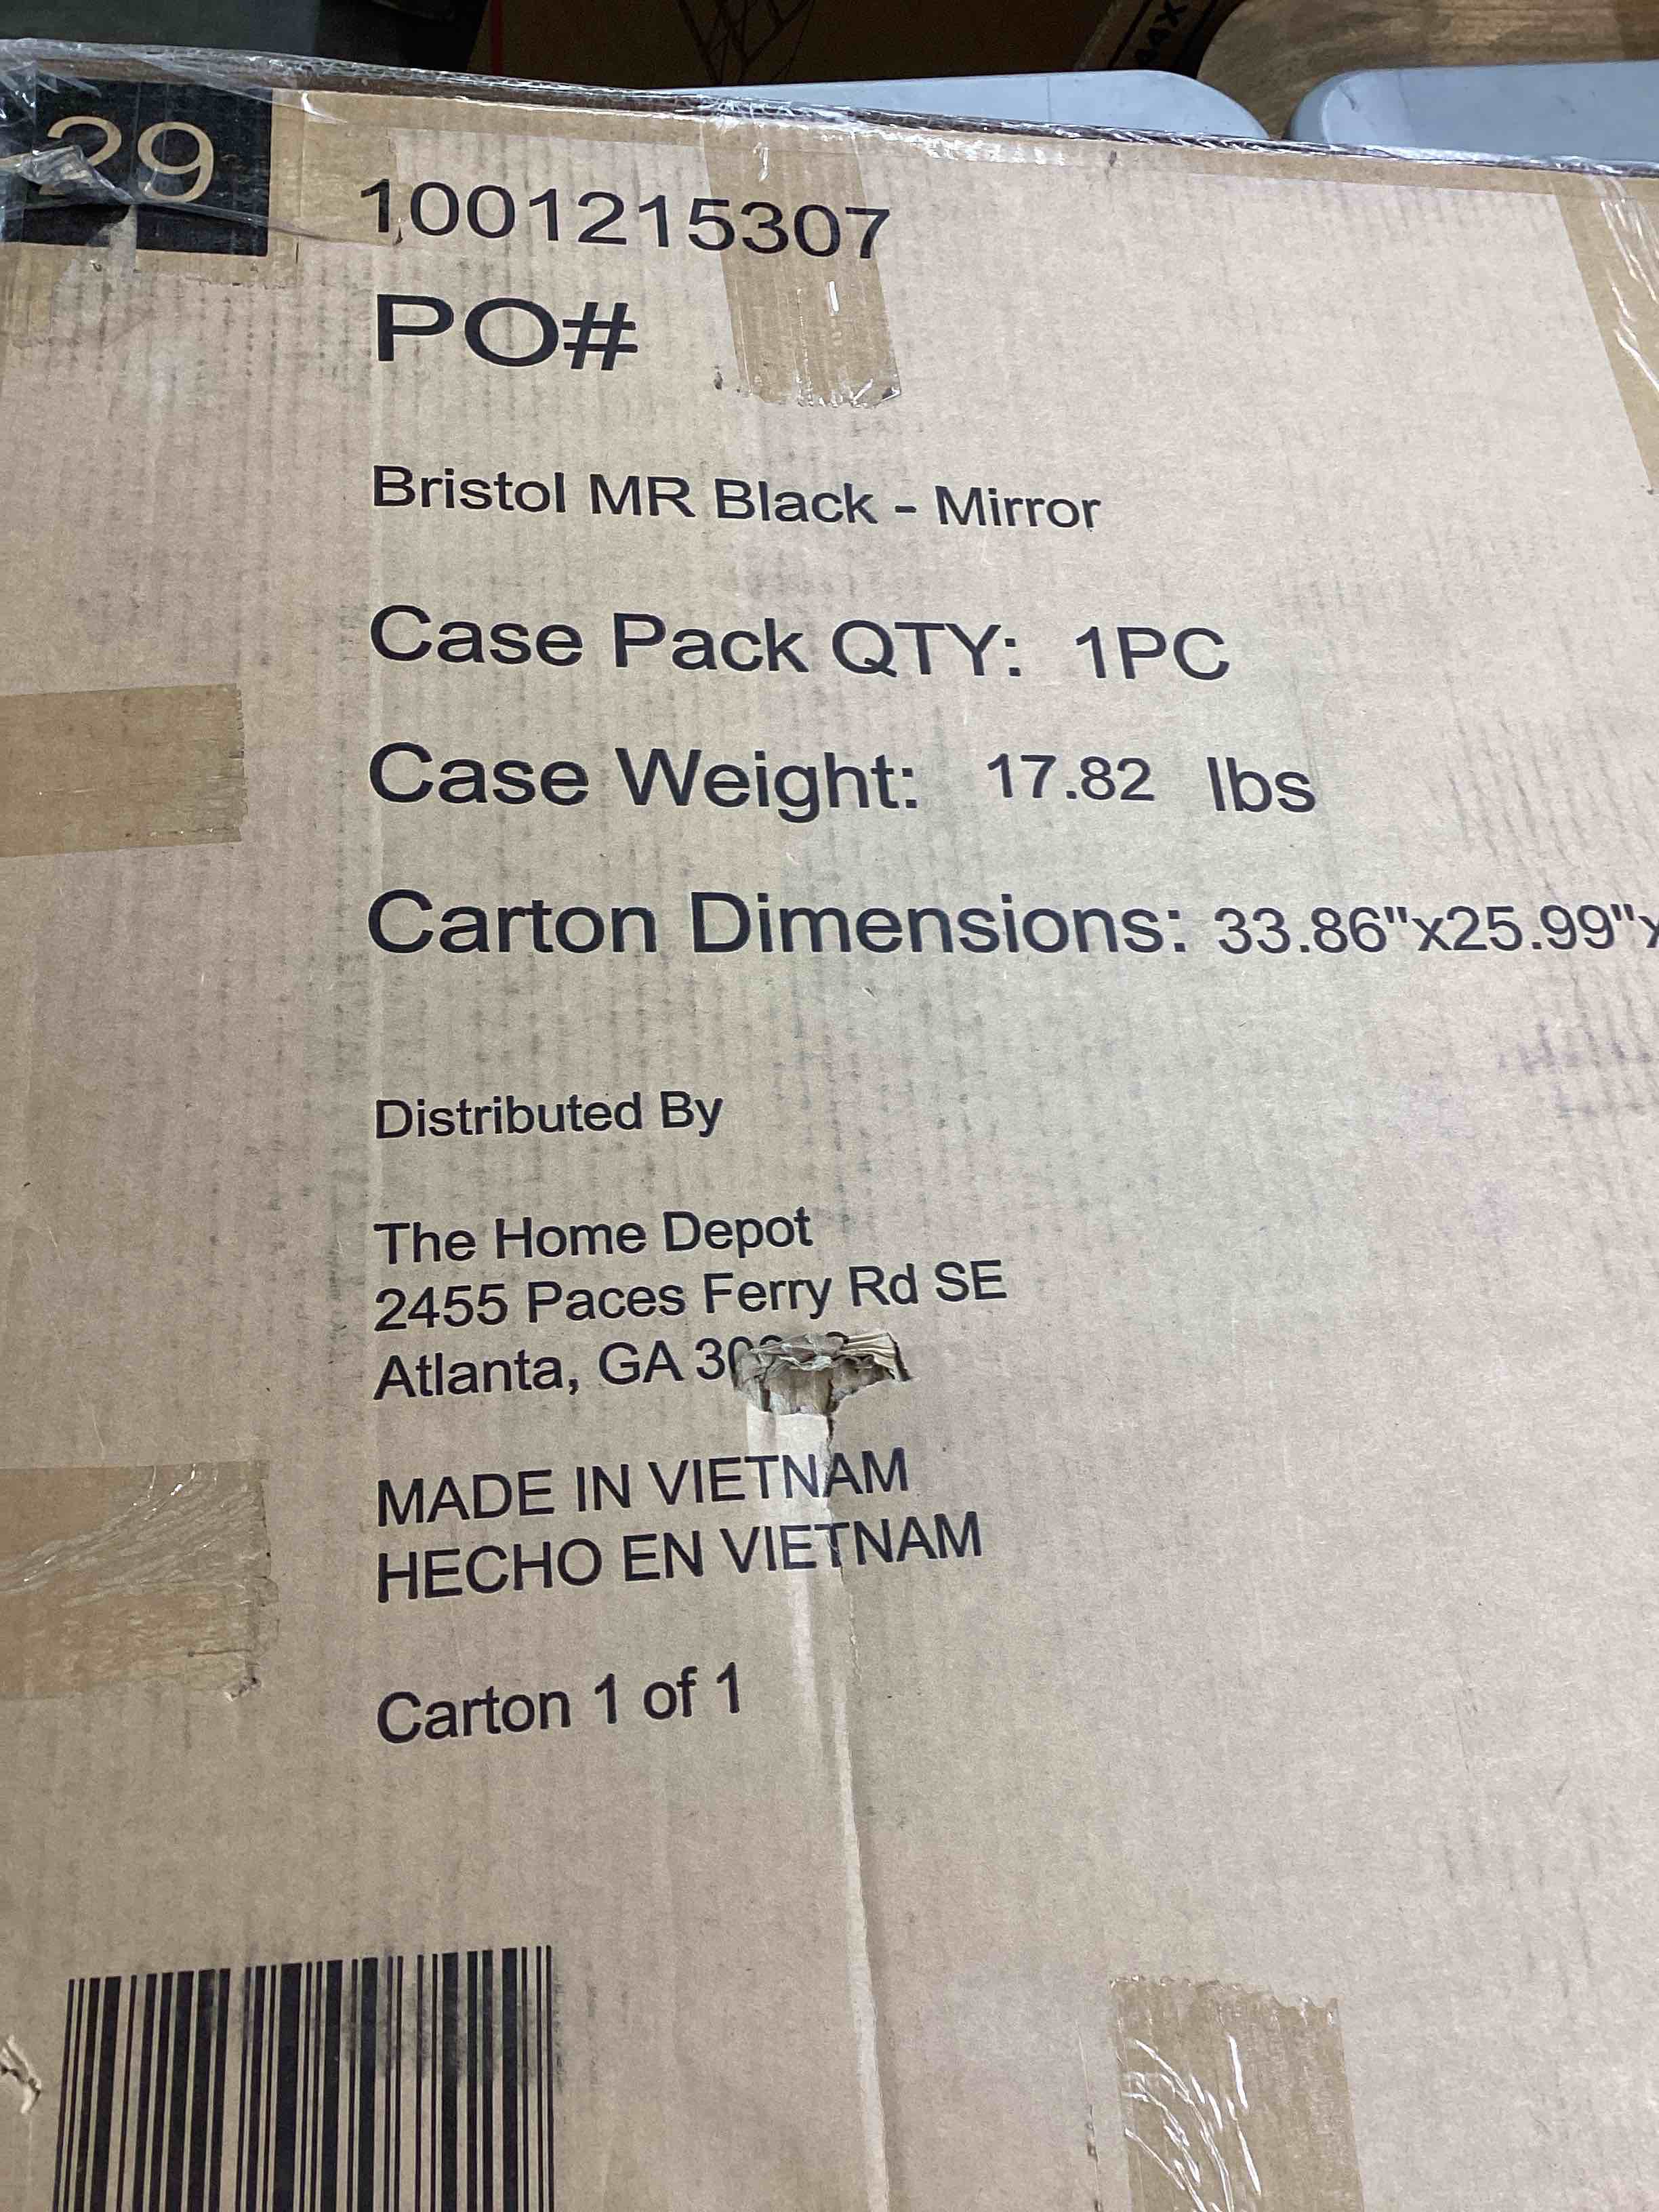 29
1001215307
PO#
Bristol MR Black - Mirror
Case Pack QTY: 1PC
Case Weight: 17.82 lbs
Carton Dimensions: 33.86"x25.99"x
Distributed By
The Home Depot
2455 Paces Ferry Rd SE
Atlanta, GA
MADE IN VIETNAM
HECHO EN VIETNAM
Carton 1 of 1